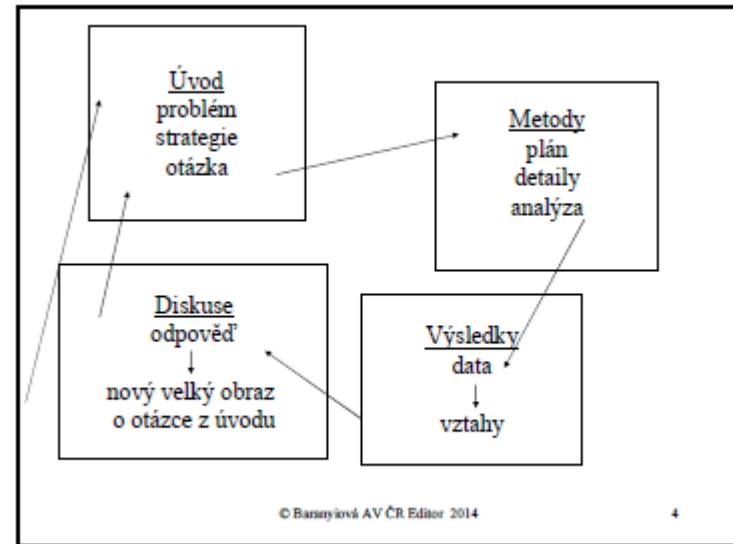 Úvod
problém
strategie
otázka
Metody
plán
detaily
analýza
Diskuse
odpověď
nový velký obraz
o otázce z úvodu
Výsledky
data
vztahy
© Baranyiová AV ČR Editor 2014
4